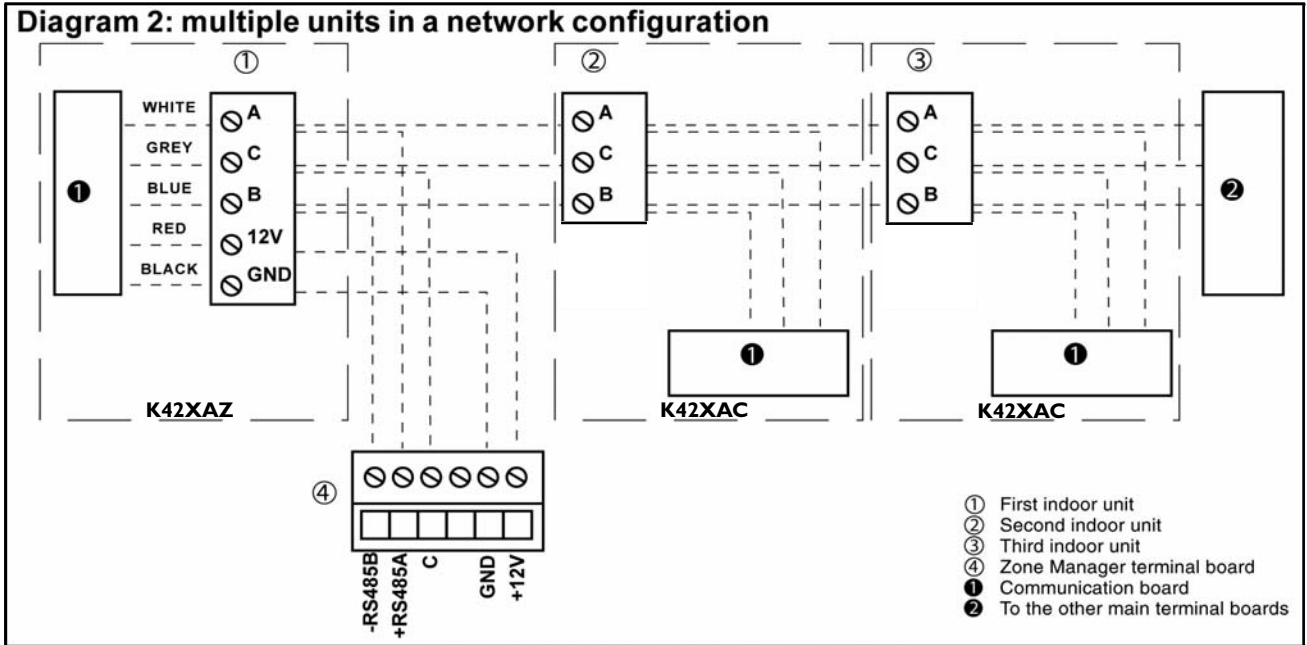 Diagram 2: multiple units in a network configuration
①
②
③
WHITE
GREY
BLUE
RED
BLACK
❶
A
C
B
12V
GND
A
C
B
A
C
B
❷
❶
❶
K42XAZ
K42XAC
K42XAC
④
-RS485B
+RS485A
C
GND
+12V
① First indoor unit
② Second indoor unit
③ Third indoor unit
④ Zone Manager terminal board
❶ Communication board
❷ To the other main terminal boards